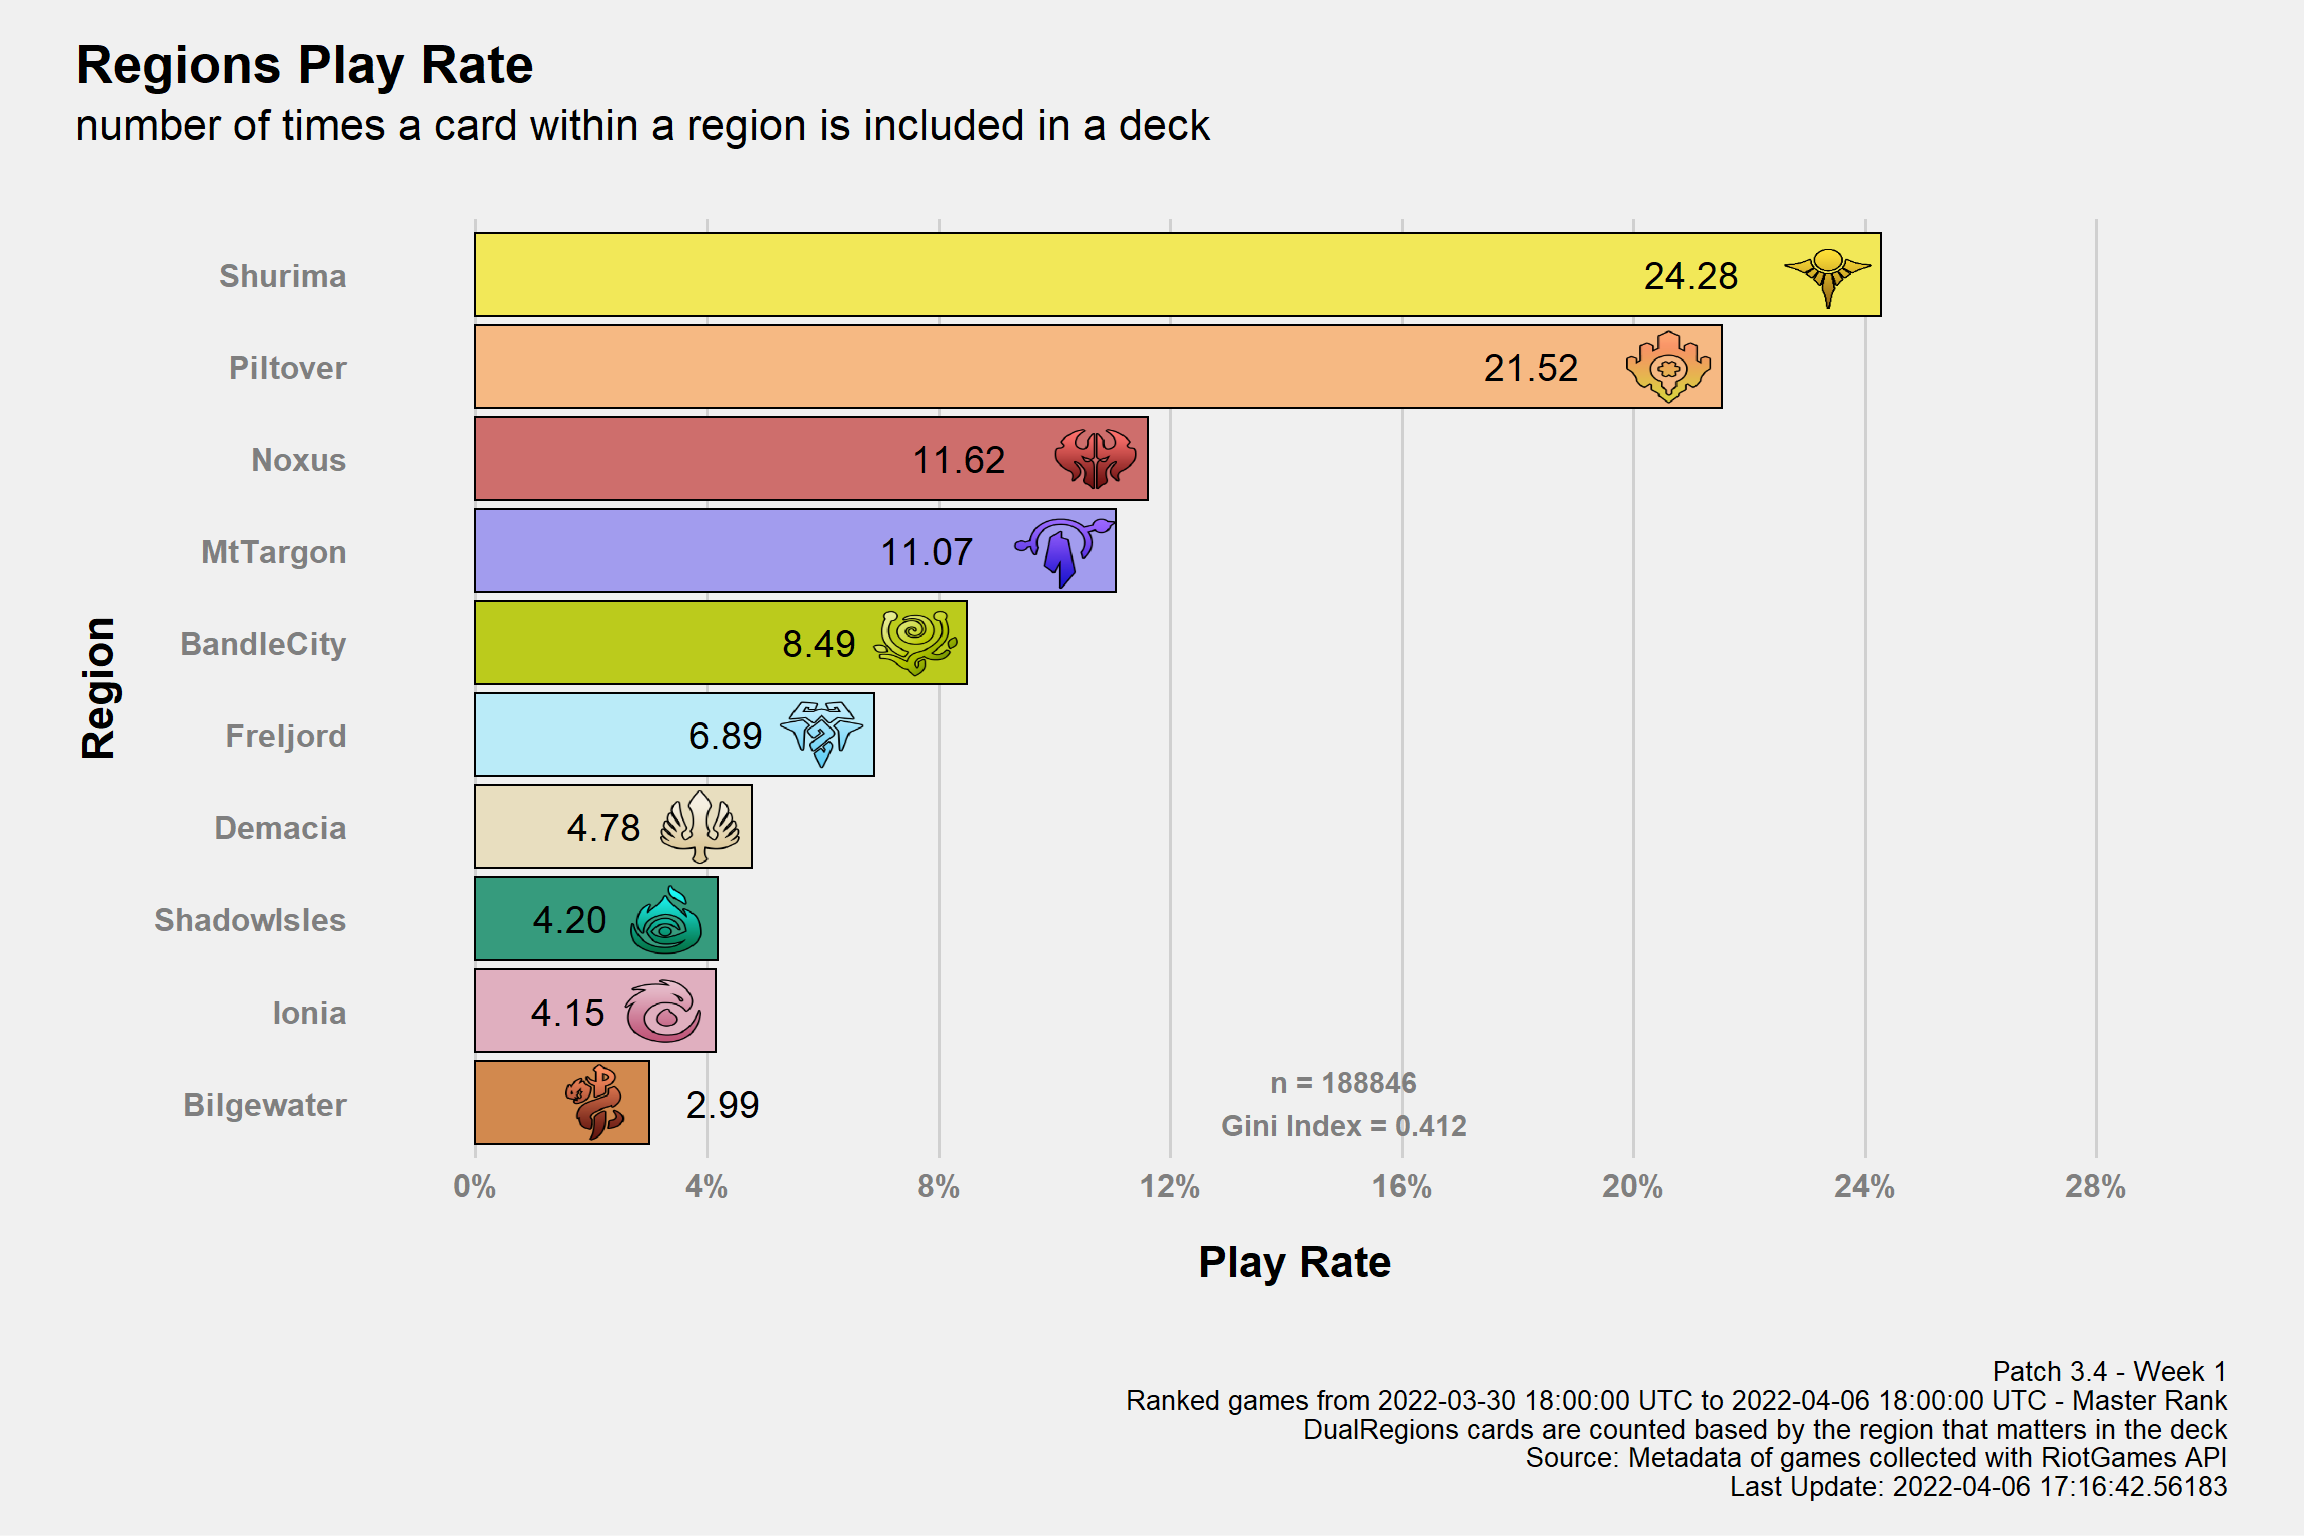 Regions Play Rate
number of times a card within a region is included in a deck
Shurima
24.28
Piltover
21.52
Noxus
11.62
MtTargon
11.07
BandleCity
8.49
Freljord
6.89
Demacia
4.78
ShadowIsles
4.20
Ionia
4.15
Bilgewater
2.99
Region
n = 188846
Gini Index = 0.412
0% 4% 8% 12% 16% 20% 24% 28%
Play Rate
Patch 3.4 - Week 1
Ranked games from 2022-03-30 18:00:00 UTC to 2022-04-06 18:00:00 UTC - Master Rank
DualRegions cards are counted based by the region that matters in the deck
Source: Metadata of games collected with RiotGames API
Last Update: 2022-04-06 17:16:42.56183